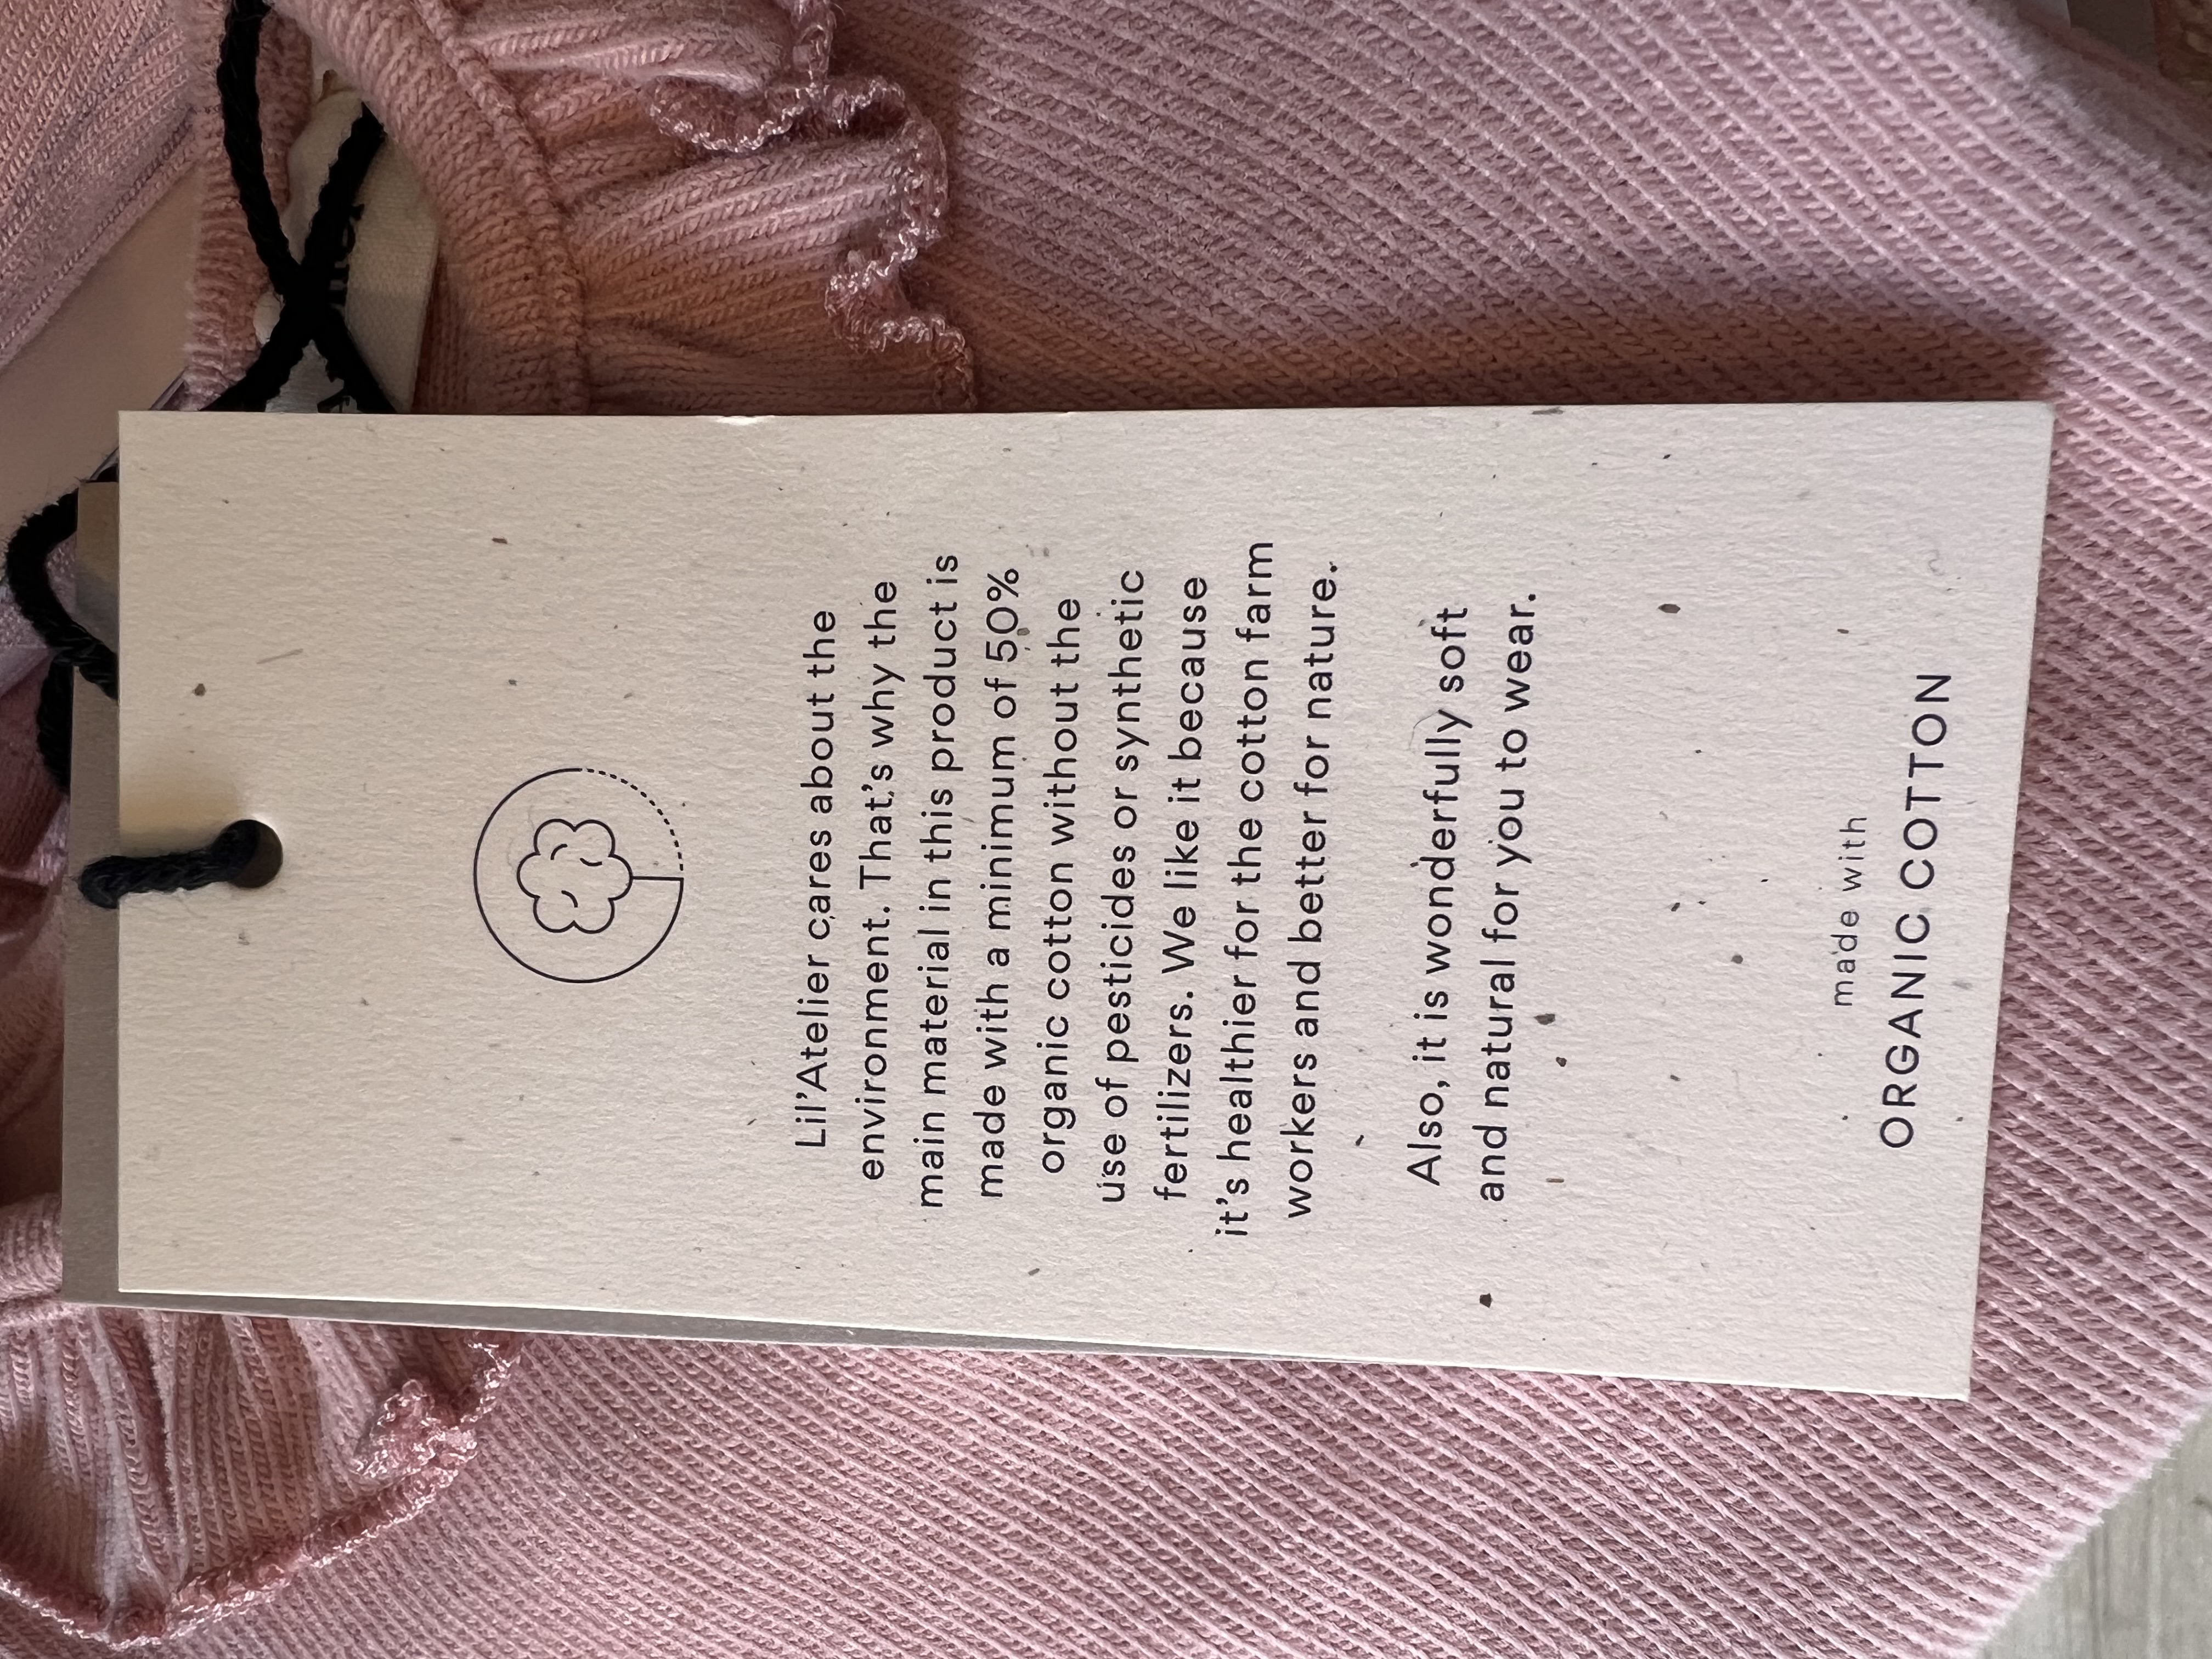 Lil’Atelier cares about the
environment. That’s why the
main material in this product is
made with a minimum of 50%
organic cotton without the
use of pesticides or synthetic
fertilizers. We like it because
it’s healthier for the cotton farm
workers and better for nature.
Also, it is wonderfully soft
and natural for you to wear.
made with
ORGANIC COTTON